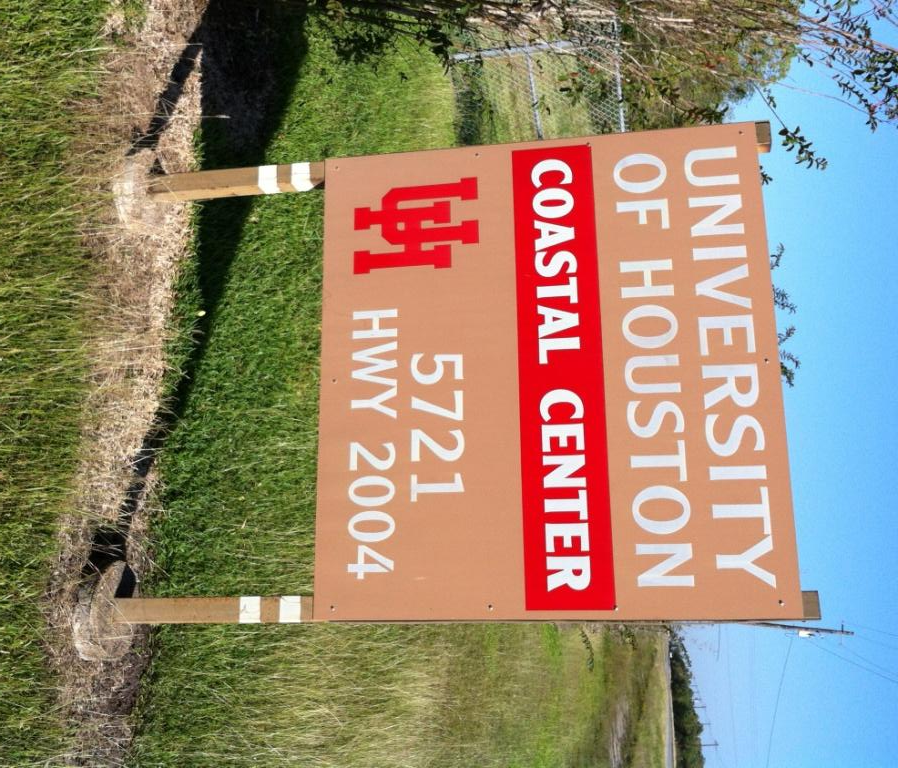 UNIVERSITY
OF HOUSTON
COASTAL CENTER
UH
5721
HWY 2004